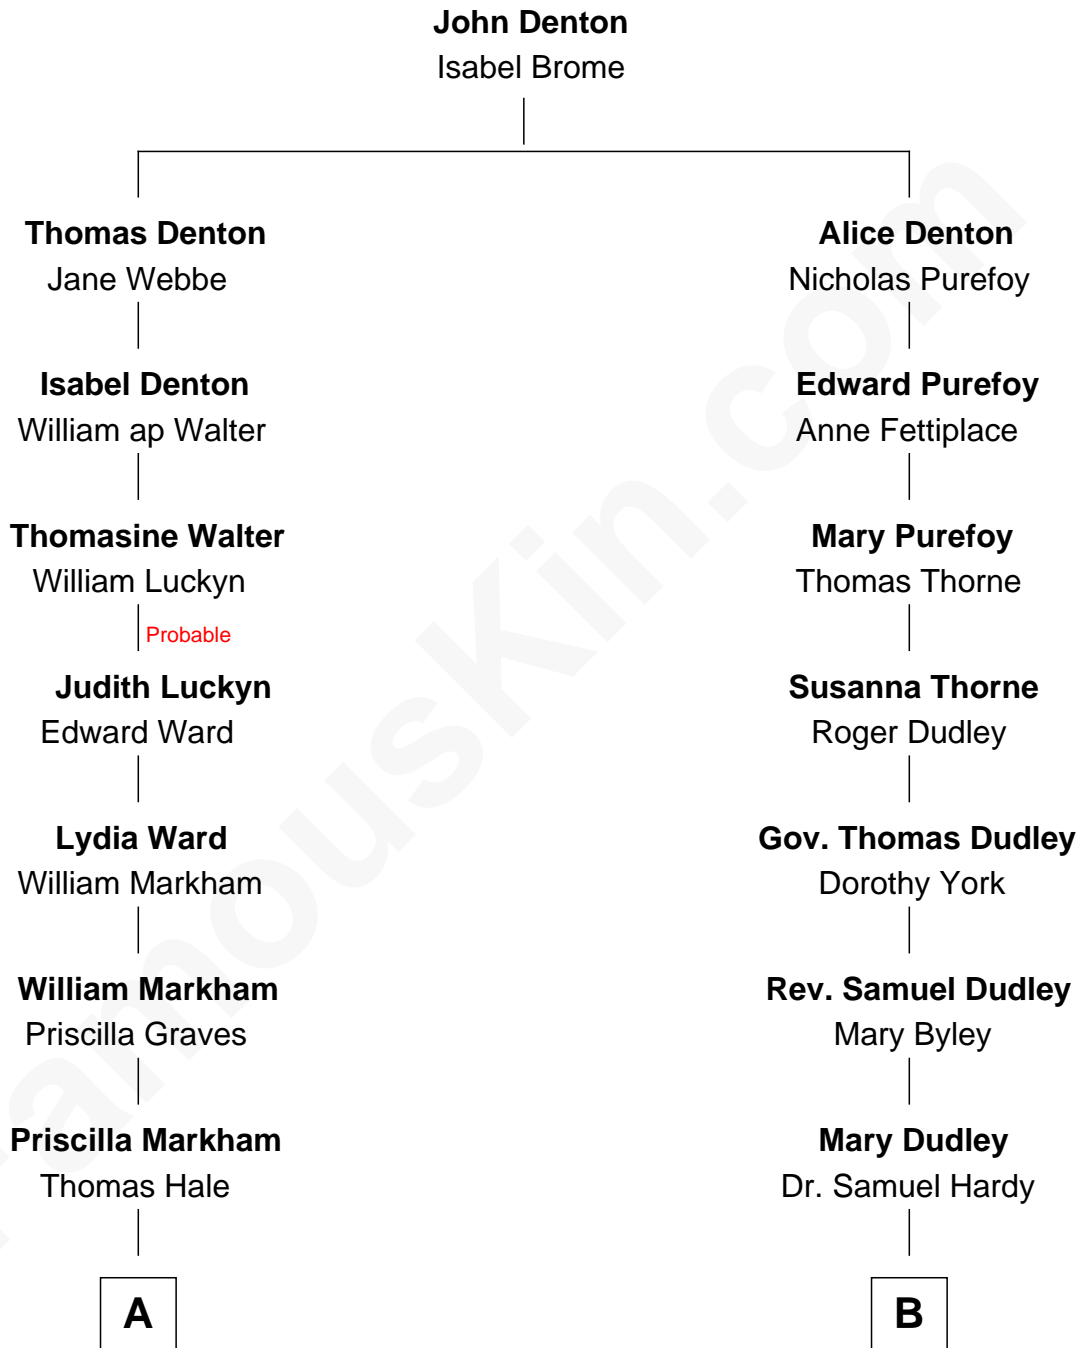 John Denton
Isabel Brome
Thomas Denton
Jane Webbe
Isabel Denton
William ap Walter
Thomasine Walter
William Luckyn
Probable
Judith Luckyn
Edward Ward
Lydia Ward
William Markham
William Markham
Priscilla Graves
Priscilla Markham
Thomas Hale
A
Alice Denton
Nicholas Purefoy
Edward Purefoy
Anne Fettiplace
Mary Purefoy
Thomas Thorne
Susanna Thorne
Roger Dudley
Gov. Thomas Dudley
Dorothy York
Rev. Samuel Dudley
Mary Byley
Mary Dudley
Dr. Samuel Hardy
B
FamousKin.com